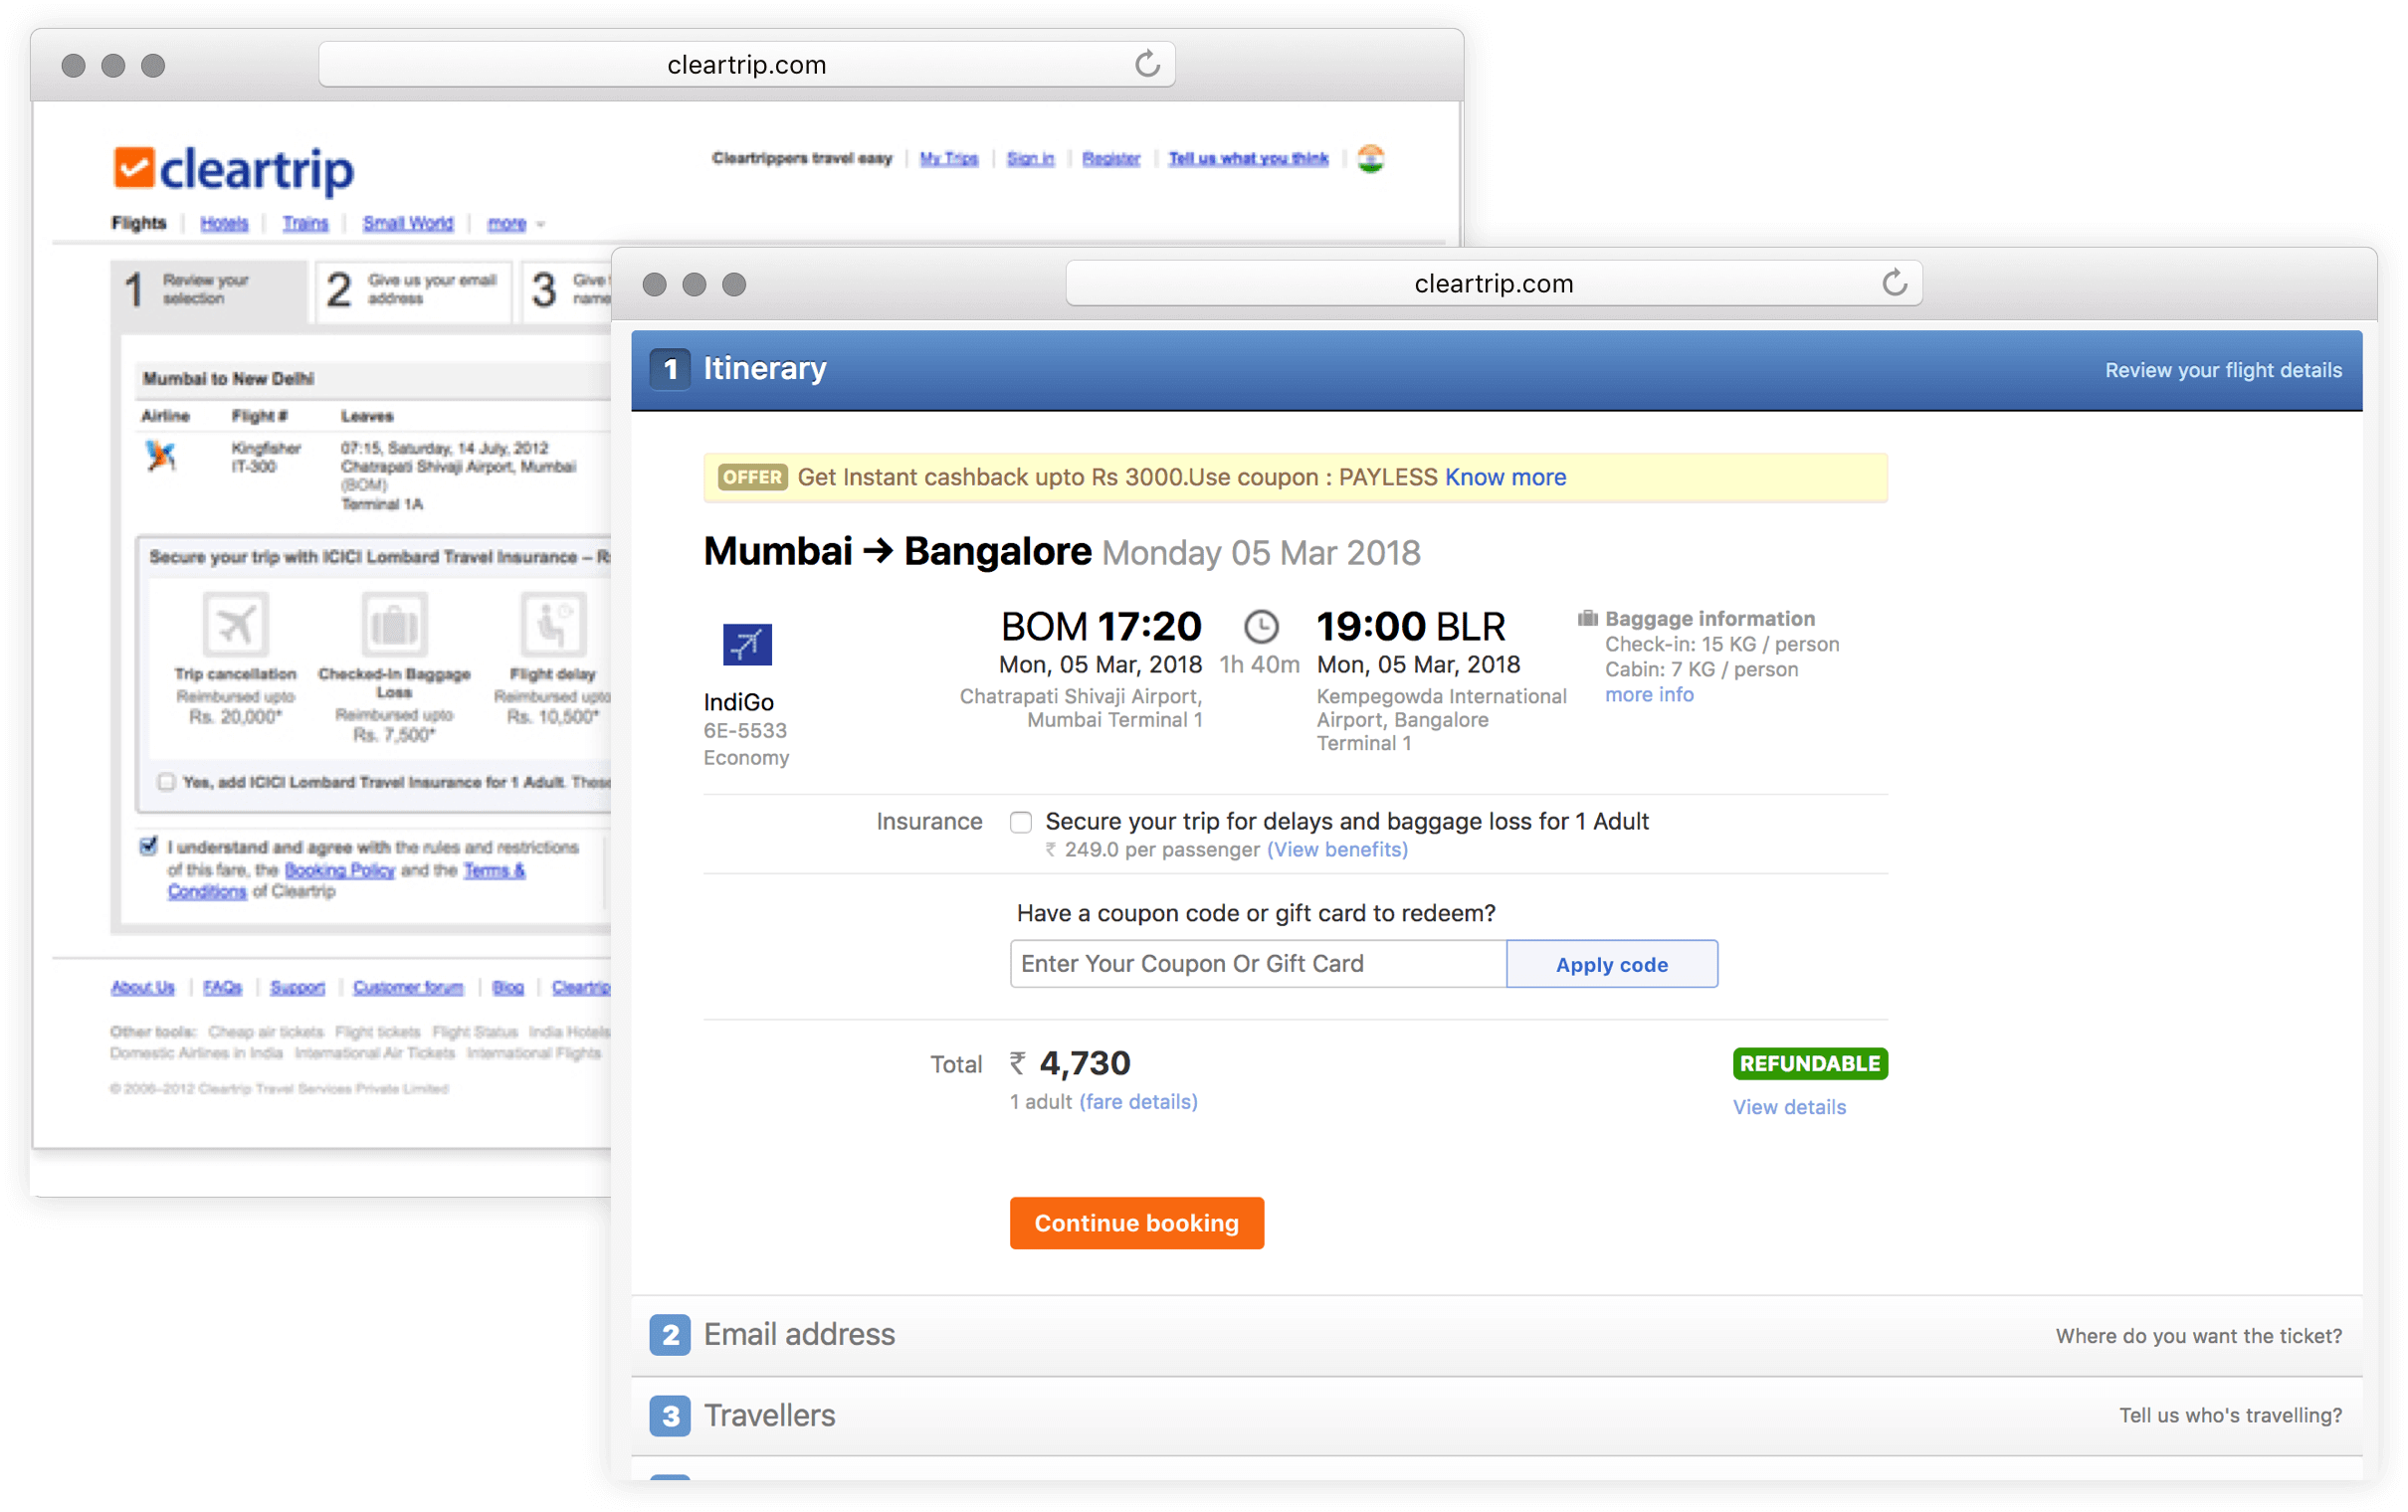 cleartrip.com
cleartrip
Cleartrippers travel easy My Trips Sign in Register Tell us what you think
Flights Hotels Trains Small World more
1 Review your selection
2 Give us your email address
3 Give
name
Mumbai to New Delhi
Airline Flight # Leaves
Kingfisher IT-300
07:15, Saturday, 14 July, 2012
Chatrapati Shivaji Airport, Mumbai
(BOM)
Terminal 1A
Secure your trip with ICICI Lombard Travel Insurance –
Trip cancellation
Reimbursed upto
Rs. 20,000*
Checked-In Baggage
Loss
Reimbursed upto
Rs. 7,500*
Flight delay
Reimbursed upto
Rs. 10,500*
Yes, add ICICI Lombard Travel Insurance for 1 Adult. These
I understand and agree with the rules and restrictions
of this fare, the Booking Policy and the Terms &
Conditions of Cleartrip
About Us FAQs Support Customer forum Blog Cleartrip
Other tools: Cheap air tickets Flight tickets Flight Status India Hotels
Domestic Airlines in India International Air Tickets International Flights
© 2006–2012 Cleartrip Travel Services Private Limited
cleartrip.com
1 Itinerary Review your flight details
OFFER Get Instant cashback upto Rs 3000.Use coupon : PAYLESS Know more
Mumbai → Bangalore Monday 05 Mar 2018
IndiGo
6E-5533
Economy
BOM 17:20
Mon, 05 Mar, 2018
Chatrapati Shivaji Airport,
Mumbai Terminal 1
1h 40m
19:00 BLR
Mon, 05 Mar, 2018
Kempegowda International
Airport, Bangalore
Terminal 1
Baggage information
Check-in: 15 KG / person
Cabin: 7 KG / person
more info
Insurance Secure your trip for delays and baggage loss for 1 Adult
₹ 249.0 per passenger (View benefits)
Have a coupon code or gift card to redeem?
Enter Your Coupon Or Gift Card Apply code
Total ₹ 4,730 REFUNDABLE
1 adult (fare details) View details
Continue booking
2 Email address Where do you want the ticket?
3 Travellers Tell us who's travelling?